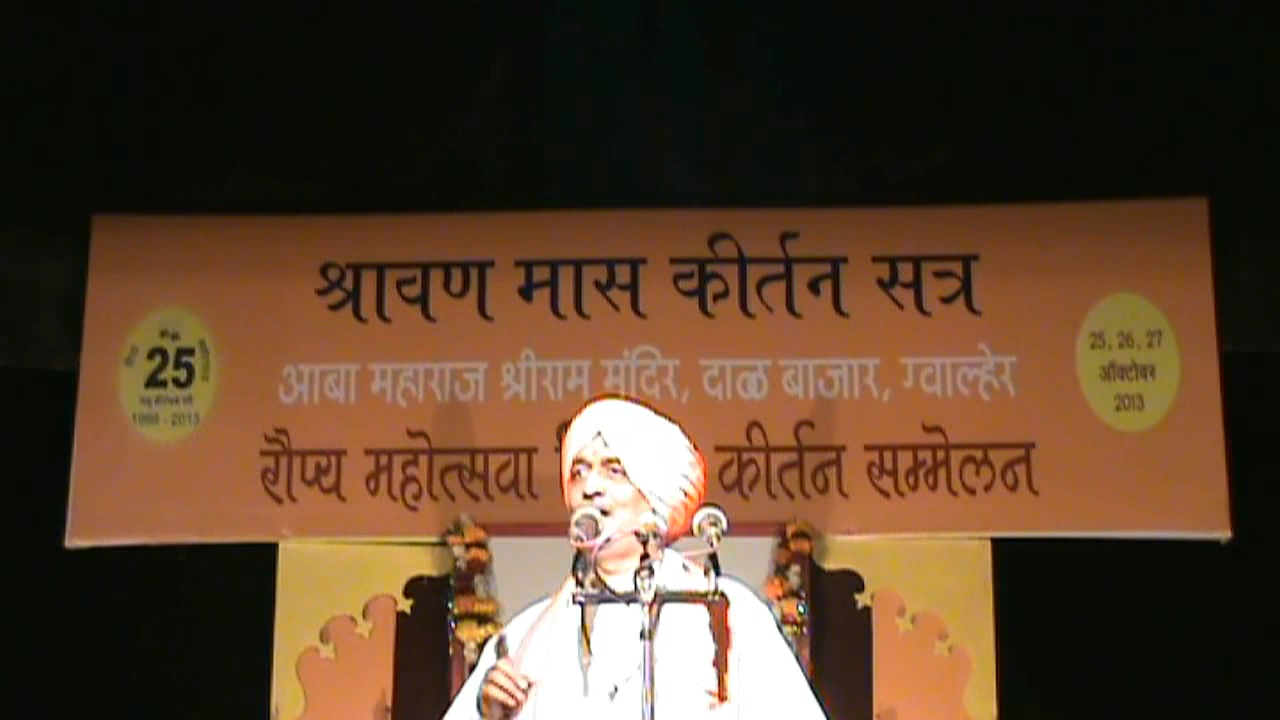 श्रावण मास कीर्तन सत्र
आबा महाराज श्रीराम मंदिर, दाळ बाजार, ग्वाल्हेर
रौप्य महोत्सवा कीर्तन सम्मेलन
25
1988 - 2013
25, 26, 27
ऑक्टोबर
2013